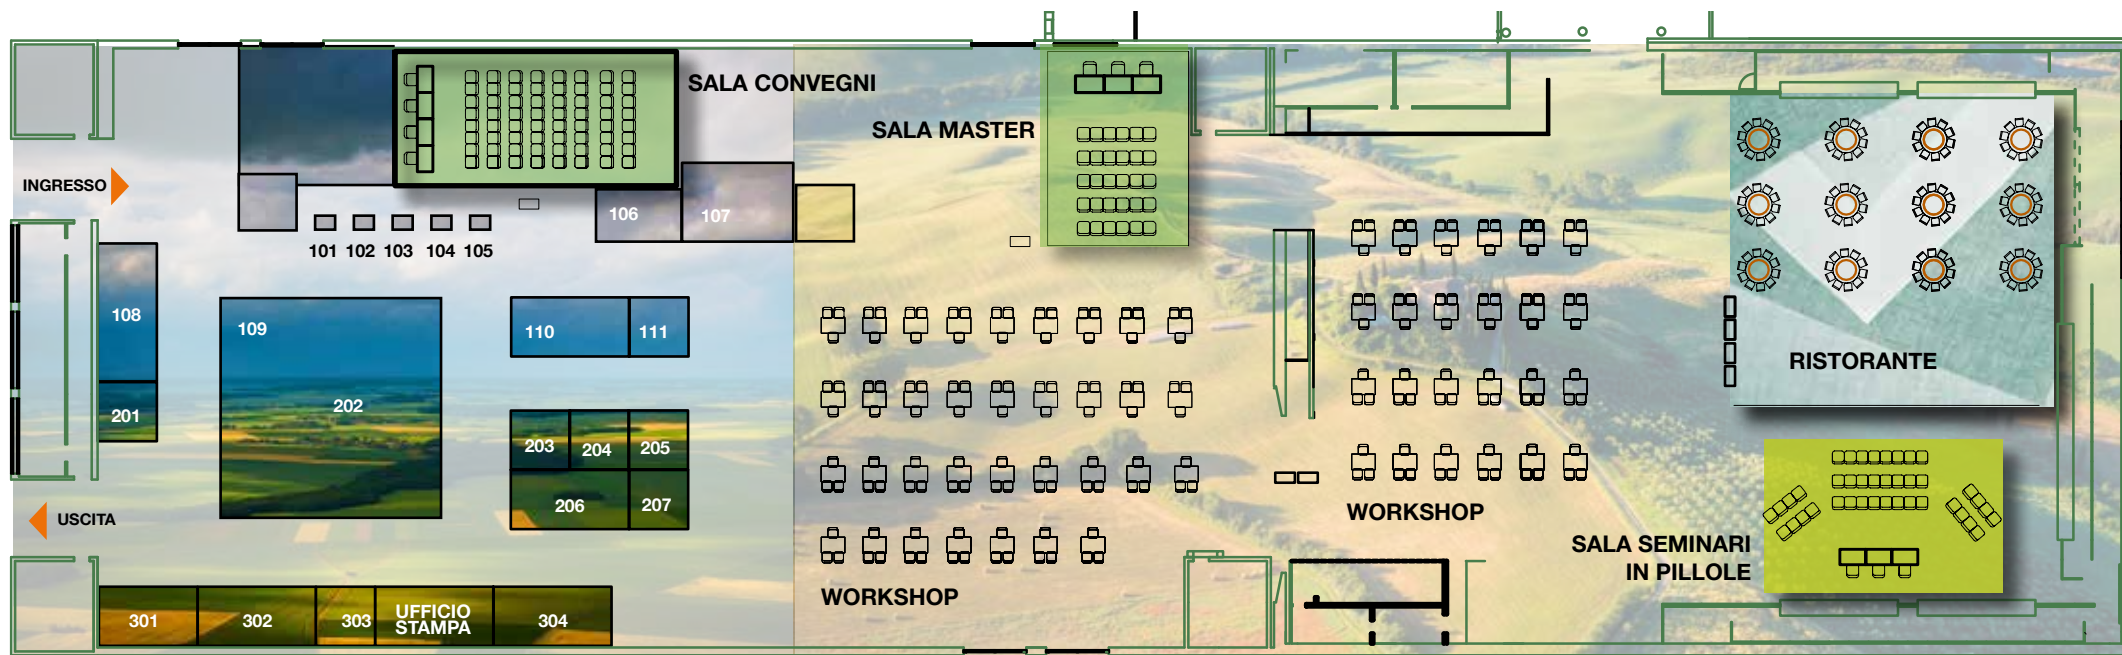 SALA CONVEGNI
SALA MASTER
INGRESSO
106
107
101 102 103 104 105
108
109
110
111
202
201
203
204
205
206
207
RISTORANTE
USCITA
WORKSHOP
SALA SEMINARI
IN PILLOLE
WORKSHOP
301
302
303
UFFICIO
STAMPA
304